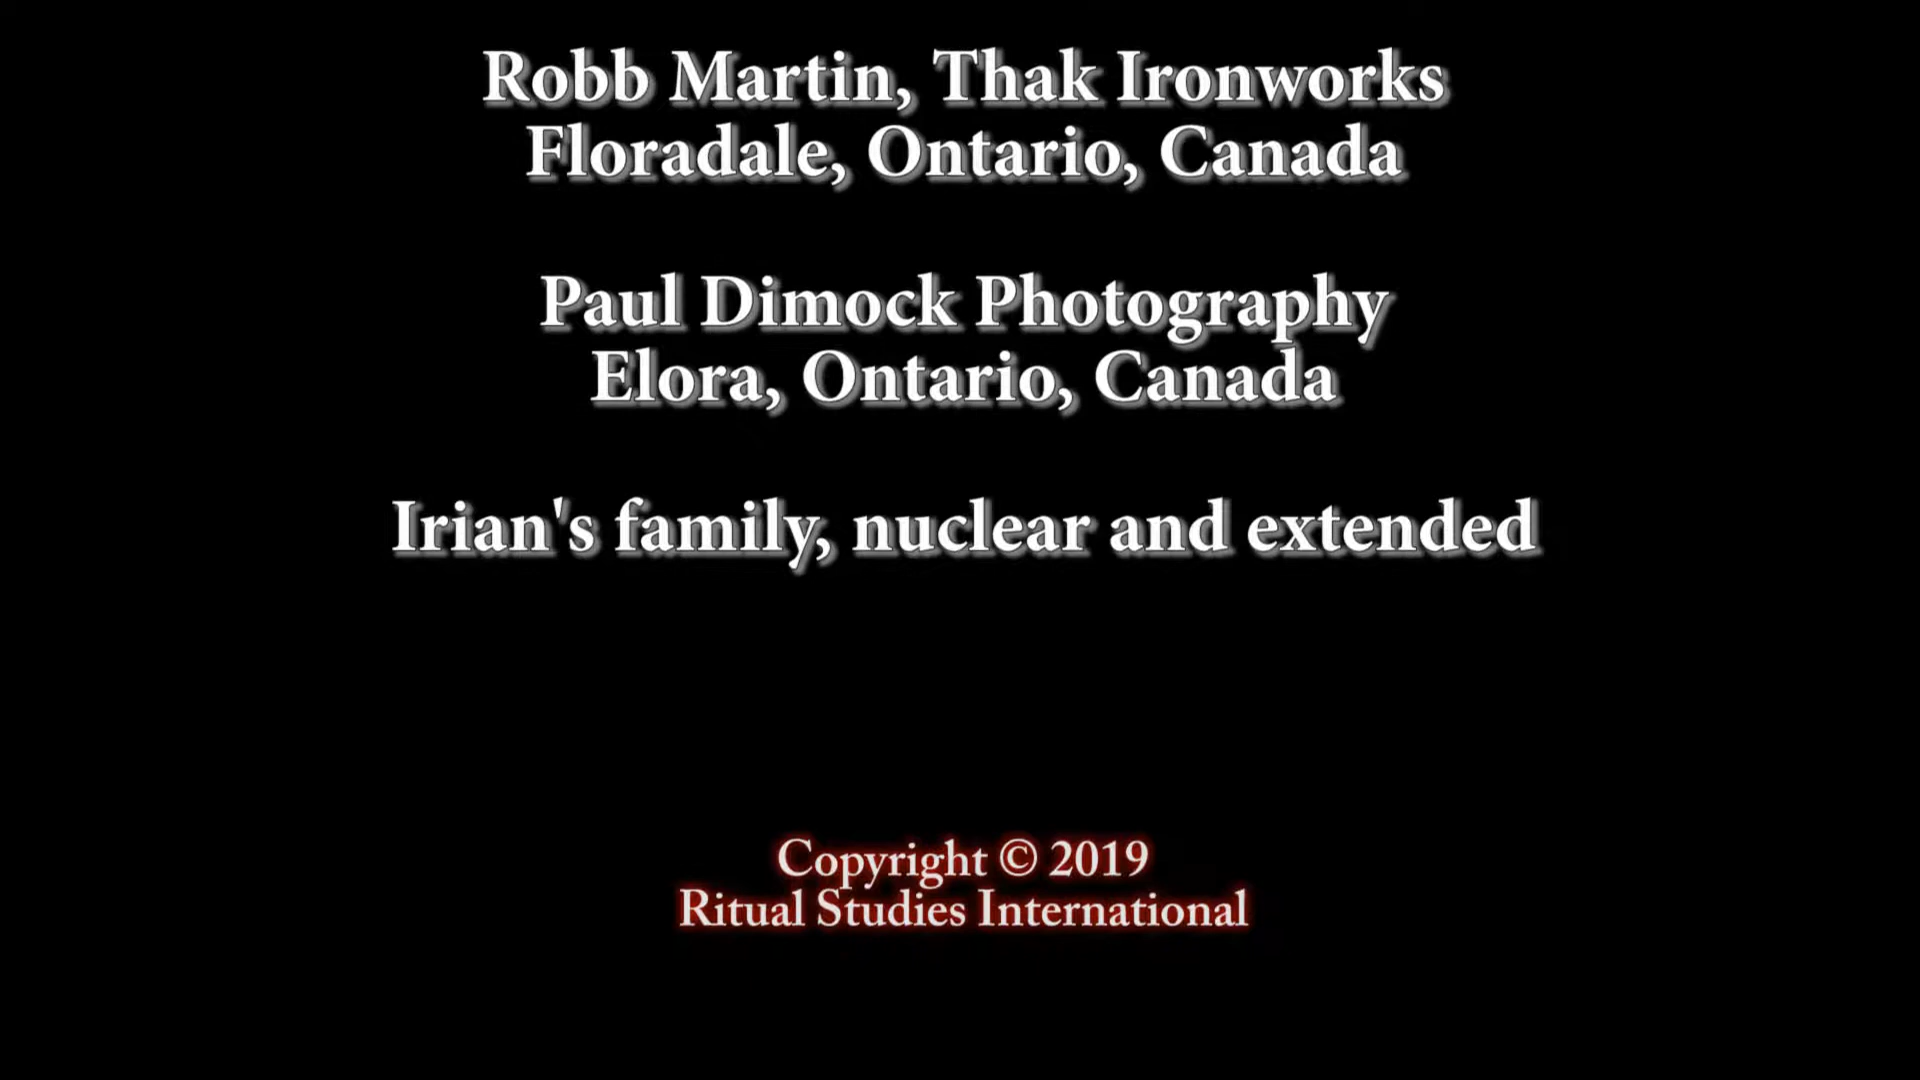 Robb Martin, Thak Ironworks
Floradale, Ontario, Canada
Paul Dimock Photography
Elora, Ontario, Canada
Irian's family, nuclear and extended
Copyright © 2019
Ritual Studies International